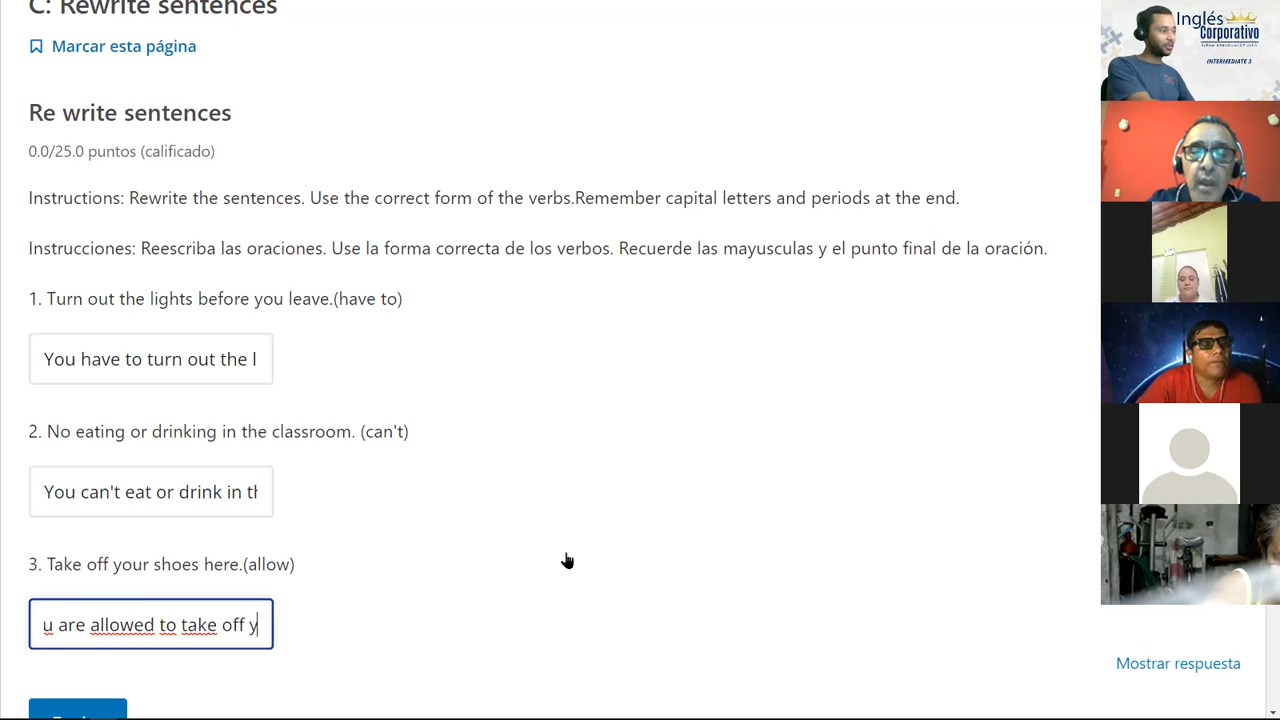 C: Rewrite sentences
Marcar esta página
Re write sentences
0.0/25.0 puntos (calificado)
Instructions: Rewrite the sentences. Use the correct form of the verbs.Remember capital letters and periods at the end.
Instrucciones: Reescriba las oraciones. Use la forma correcta de los verbos. Recuerde las mayusculas y el punto final de la oración.
1. Turn out the lights before you leave.(have to)
You have to turn out the l
2. No eating or drinking in the classroom. (can't)
You can't eat or drink in th
3. Take off your shoes here.(allow)
u are allowed to take off y
Mostrar respuesta
Inglés
Corporativo
INTERMEDIATE 3